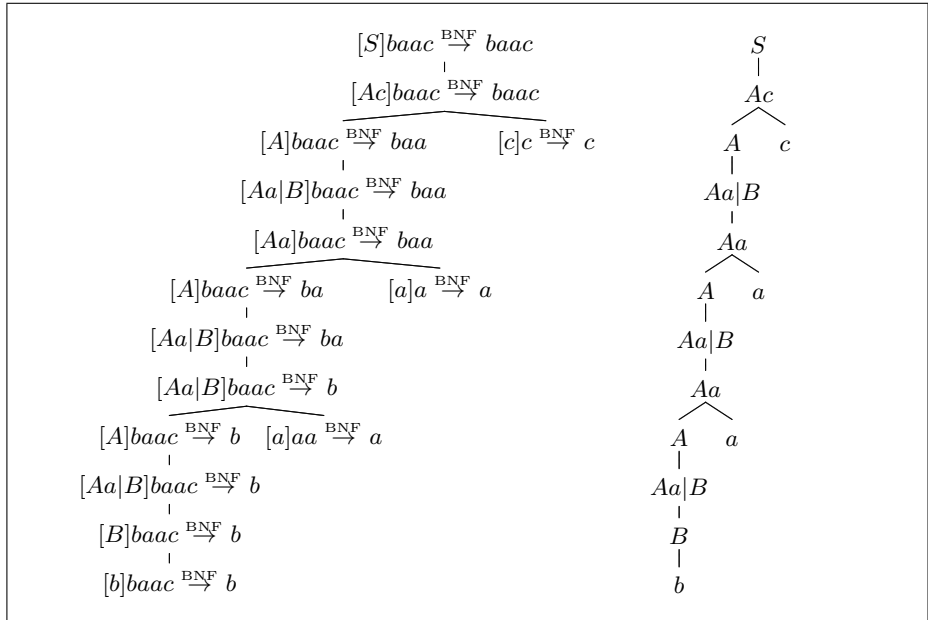 [S]baac BNF→ baac S
[Ac]baac BNF→ baac Ac
[A]baac BNF→ baa [c]c BNF→ c A c
[Aa|B]baac BNF→ baa Aa|B
[Aa]baac BNF→ baa Aa
[A]baac BNF→ ba [a]a BNF→ a A a
[Aa|B]baac BNF→ ba Aa|B
[Aa|B]baac BNF→ b Aa
[A]baac BNF→ b [a]aa BNF→ a A a
[Aa|B]baac BNF→ b Aa|B
[B]baac BNF→ b B
[b]baac BNF→ b b